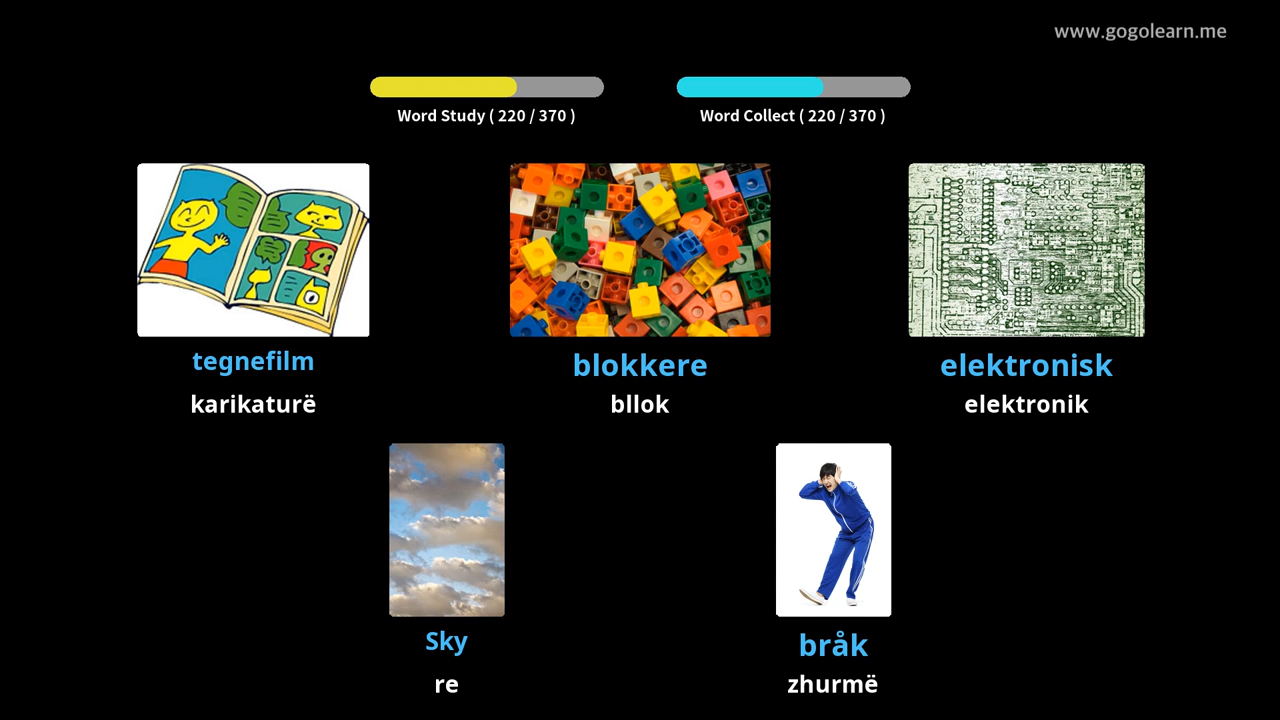 www.gogolearn.me
Word Study ( 220 / 370 )
Word Collect ( 220 / 370 )
tegnefilm
karikaturë
blokkere
bllok
elektronisk
elektronik
Sky
re
bråk
zhurmë